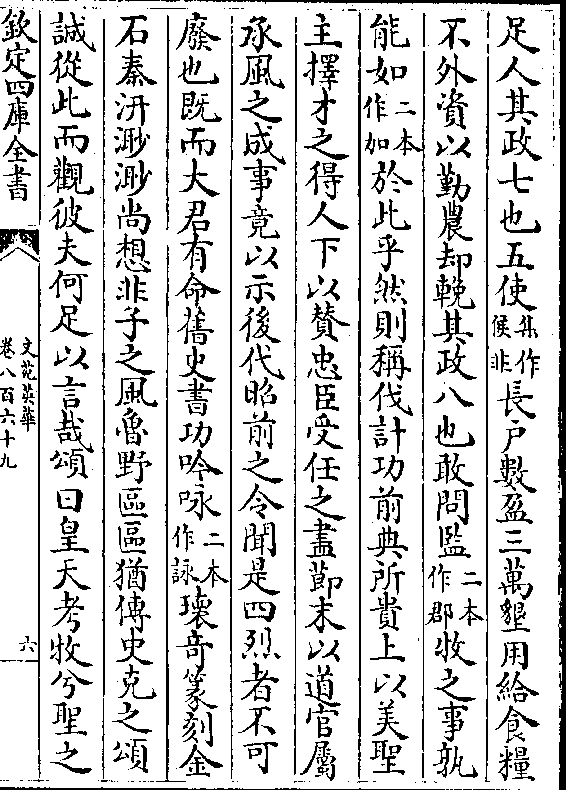 足人其政七也五使集作候非長户數盈三萬墾用給食糧
不外資以勤農却輓其政八也敢問監二本作郡牧之事孰
能如二本作加於此乎然則稱伐計功前典所貴上以美聖
主擇才之得人下以賛忠臣受任之盡節末以道官屬
承風之成事竟以示後代昭前之令聞是四烈者不可
廢也既而大君有命舊史書功吟咏二本作詠瓌竒篆刻金
石秦汧渺渺尚想非子之風魯野區區猶傳史克之頌
誠從此而觀彼夫何足以言哉頌曰皇天考牧兮聖之
欽定四庫全書
文苑英華
卷八百六十九
六